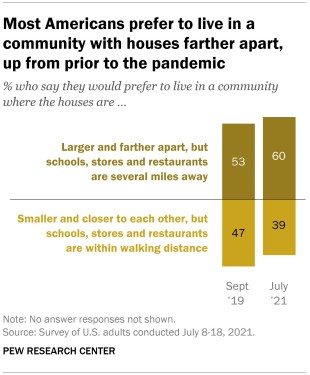 Most Americans prefer to live in a
community with houses farther apart,
up from prior to the pandemic
% who say they would prefer to live in a community
where the houses are ...
Larger and farther apart, but
schools, stores and restaurants
are several miles away
53
60
Smaller and closer to each other, but
schools, stores and restaurants
are within walking distance
47
39
Sept
'19
July
'21
Note: No answer responses not shown.
Source: Survey of U.S. adults conducted July 8-18, 2021.
PEW RESEARCH CENTER